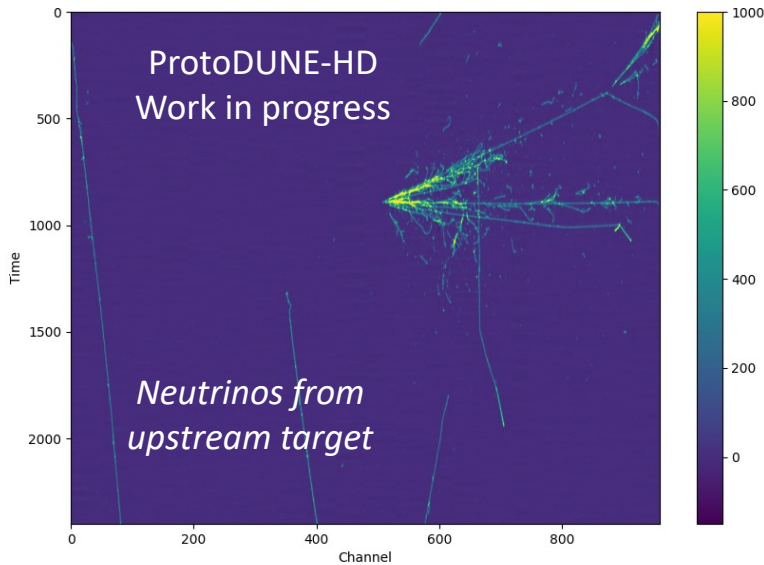 ProtoDUNE-HD
Work in progress
Neutrinos from
upstream target
Time
0
500
1000
1500
2000
0
200
400
600
800
Channel
1000
800
600
400
200
0